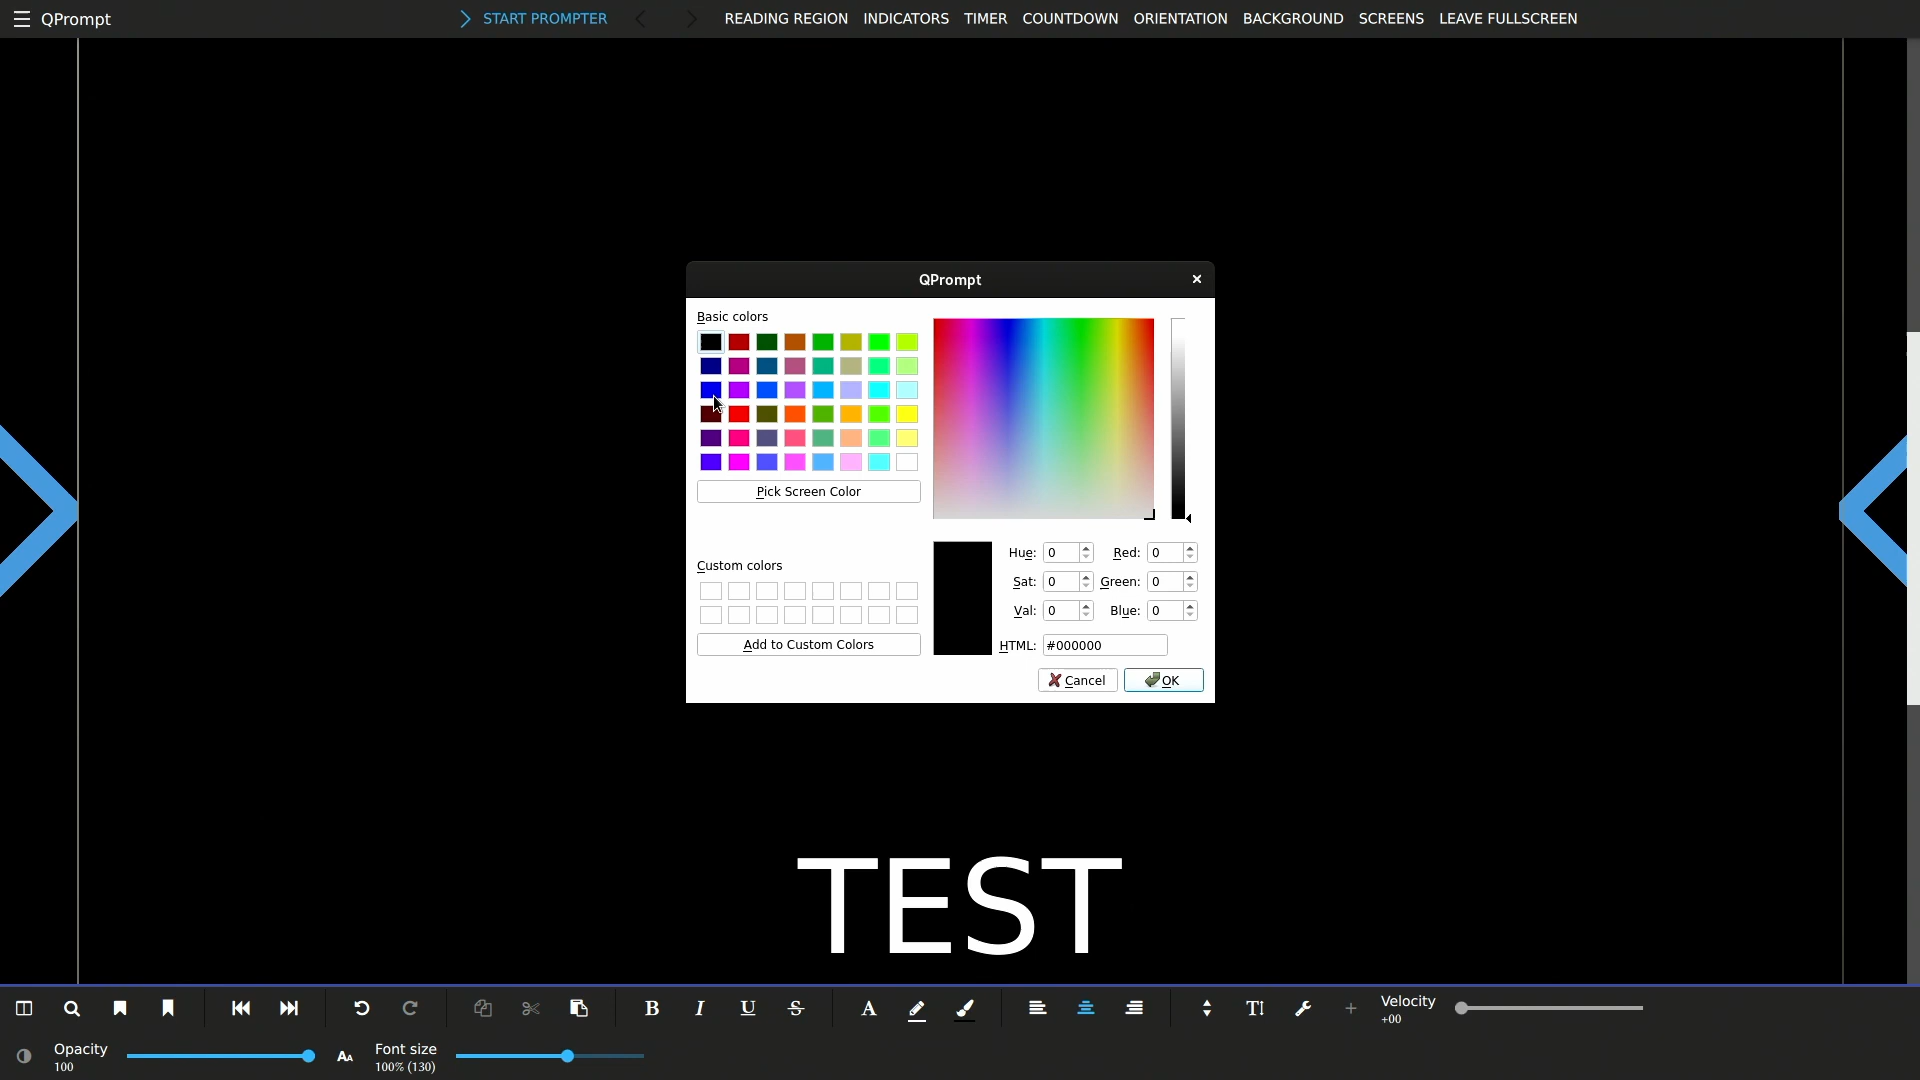 QPrompt
START PROMPTER
READING REGION INDICATORS TIMER COUNTDOWN ORIENTATION BACKGROUND SCREENS LEAVE FULLSCREEN
QPrompt
Basic colors
Pick Screen Color
Custom colors
Add to Custom Colors
Hue: 0 Red: 0
Sat: 0 Green: 0
Val: 0 Blue: 0
HTML: #000000
Cancel OK
TEST
B I U S A T
Velocity
+00
Opacity
100
AA
Font size
100% (130)